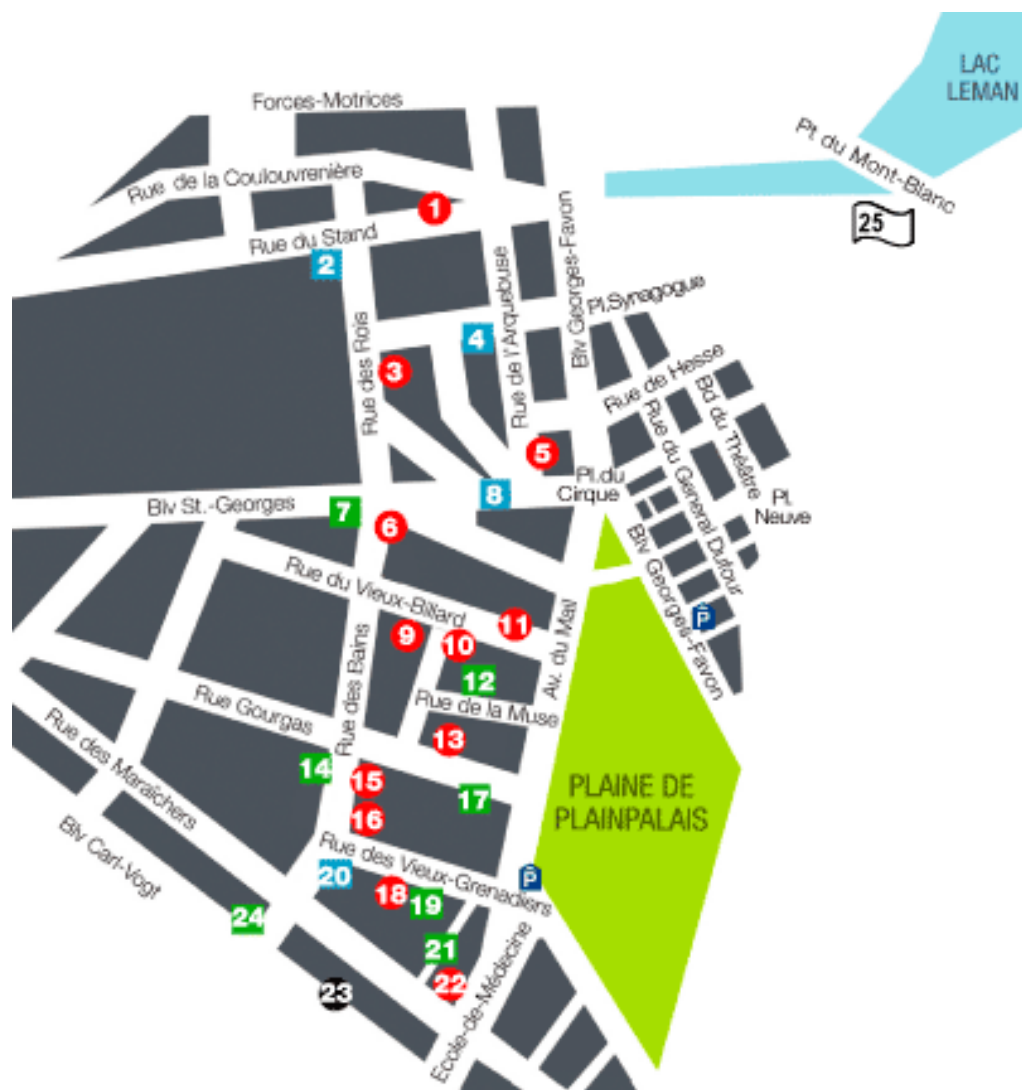 LAC
LEMAN
Forces-Motrices
Pt du Mont-Blanc
Rue de la Coulouvrenière
1
25
Rue du Stand
2
Blv Georges-Favon
Pl.Synagogue
Rue de l'Arquebuse
4
Rue des Rois
3
Rue de Hesse
Bd du Théâtre
Rue du General Dufour
5
Pl.du
Cirque
8
Pl.
Neuve
Blv St.-Georges
7
6
Blv Georges-Favon
Rue du Vieux-Billard
P
11
9
10
Av. du Mail
12
Rue de la Muse
Rue des Bains
Rue Gourgas
13
14
15
17
PLAINE DE
PLAINPALAIS
16
Rue des Maraîchers
Rue des Vieux-Grenadiers
Blv Carl-Vogt
20
P
18
19
24
21
22
23
Ecole-de-Médecine